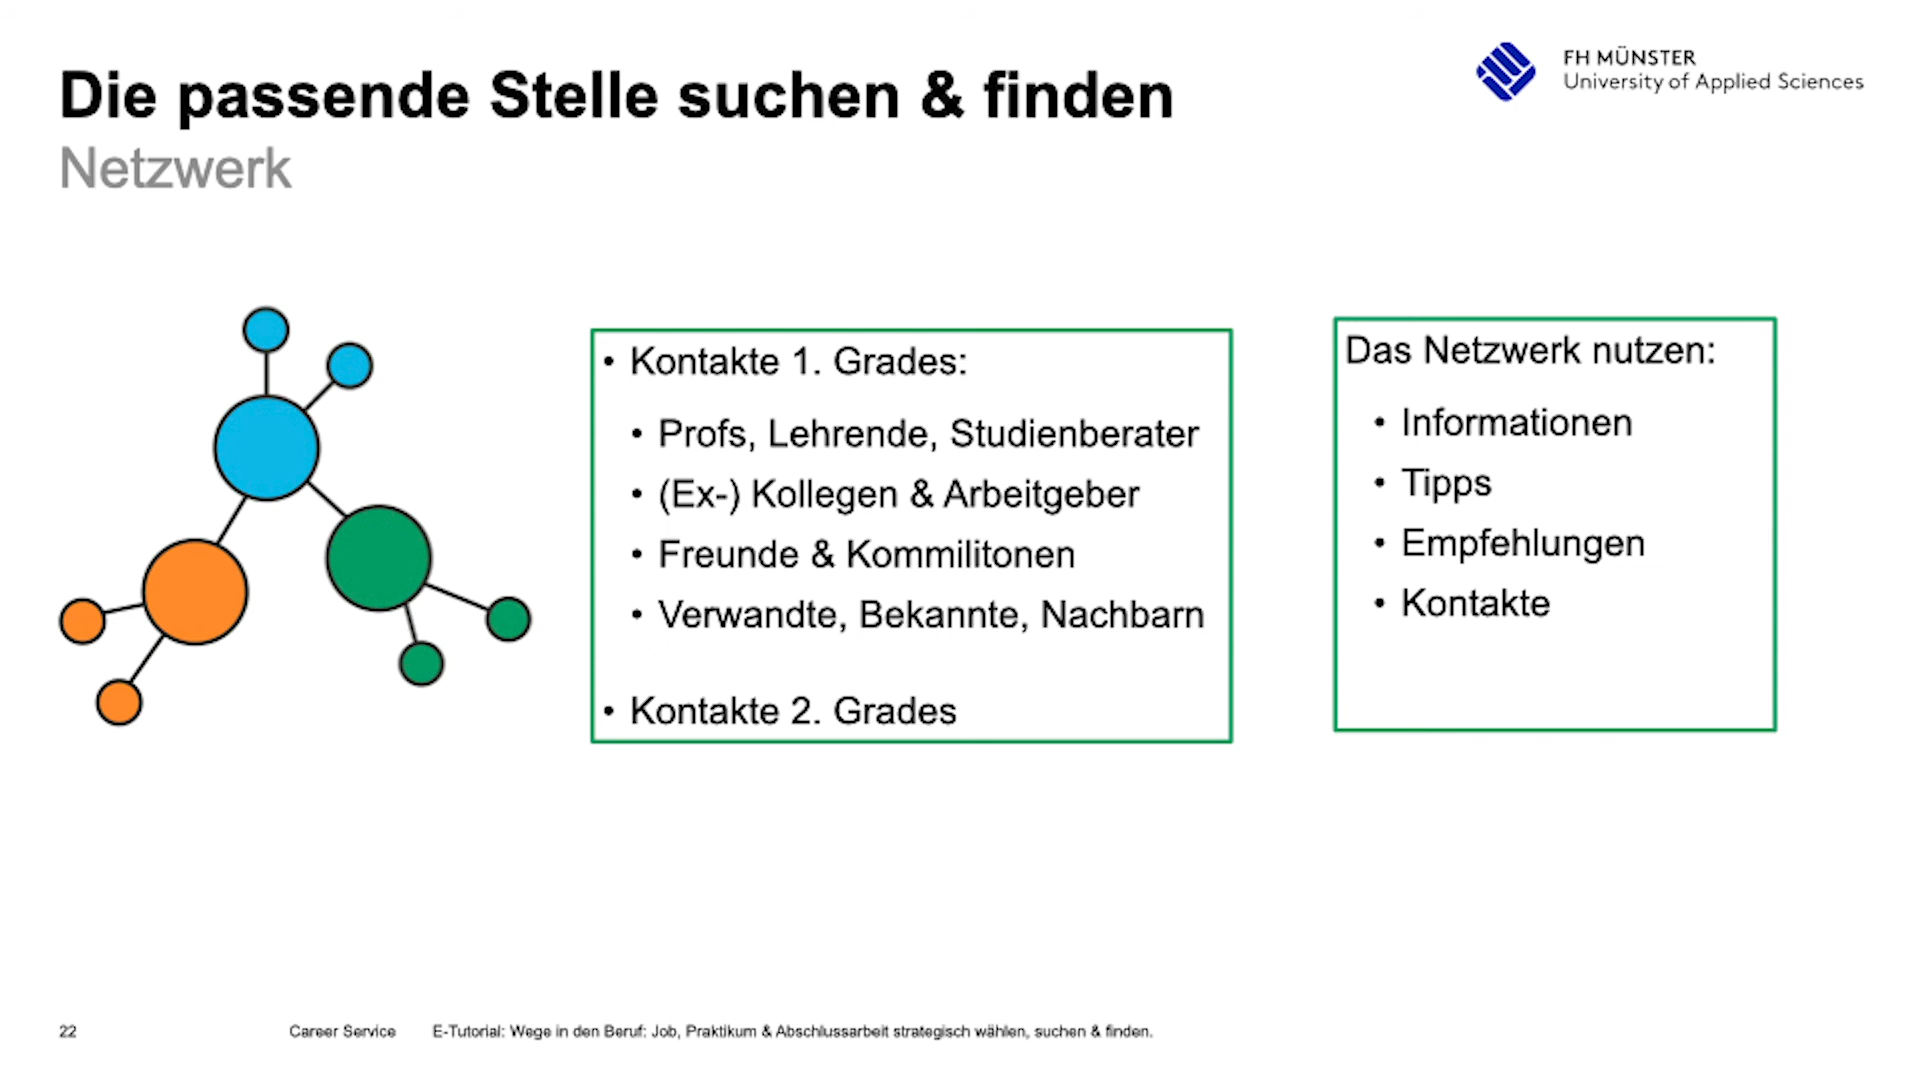 Die passende Stelle suchen & finden
Netzwerk
FH MÜNSTER
University of Applied Sciences
• Kontakte 1. Grades:
• Profs, Lehrende, Studienberater
• (Ex-) Kollegen & Arbeitgeber
• Freunde & Kommilitonen
• Verwandte, Bekannte, Nachbarn
• Kontakte 2. Grades
Das Netzwerk nutzen:
• Informationen
• Tipps
• Empfehlungen
• Kontakte
22 Career Service E-Tutorial: Wege in den Beruf: Job, Praktikum & Abschlussarbeit strategisch wählen, suchen & finden.